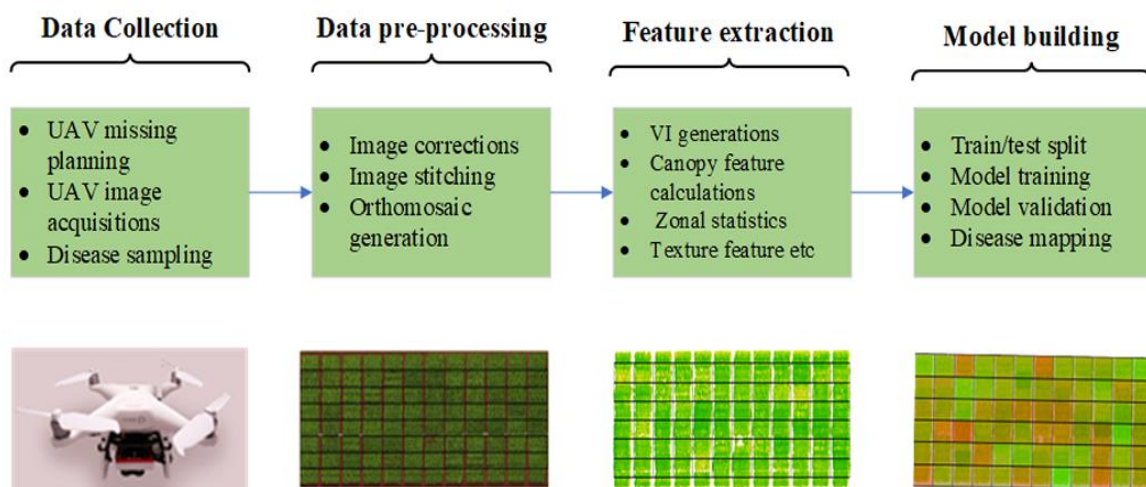 Data Collection
Data pre-processing
Feature extraction
Model building
• UAV missing
planning
• UAV image
acquisitions
• Disease sampling
• Image corrections
• Image stitching
• Orthomosaic
generation
• VI generations
• Canopy feature
calculations
• Zonal statistics
• Texture feature etc
• Train/test split
• Model training
• Model validation
• Disease mapping